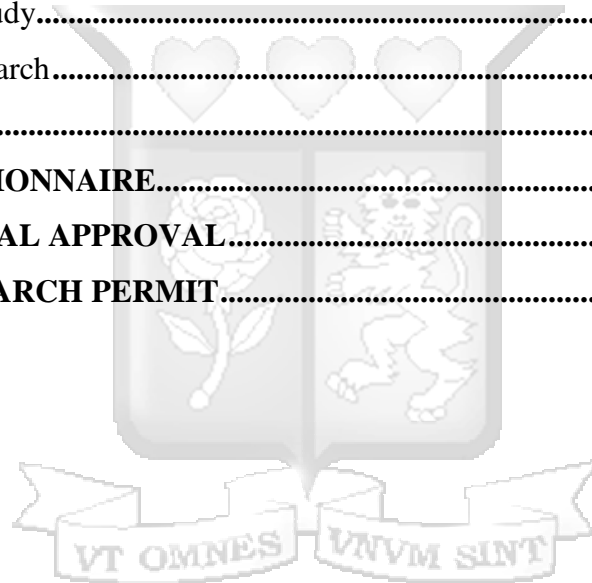 udy........................................................
arch........................................................
........................................................
IONNAIRE........................................................
AL APPROVAL........................................................
ARCH PERMIT........................................................
VT OMNES VNVM SINT